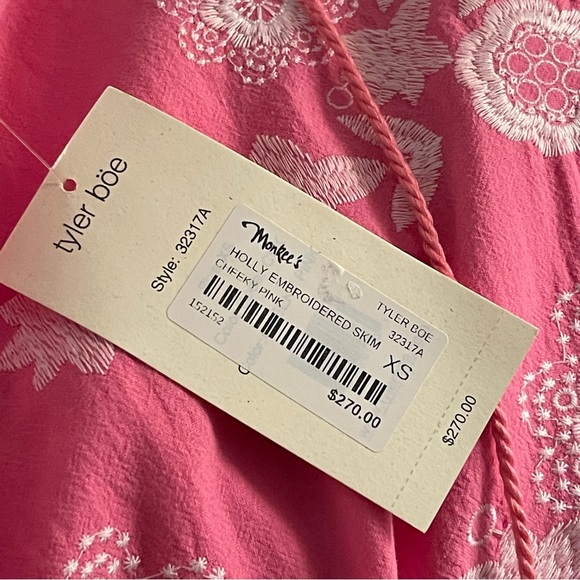 tyler böe
Style: 32317A
Monkee's
HOLLY EMBROIDERED SKIM
CHEEKY PINK
152152
TYLER BOE
32317A
XS
$270.00
$270.00